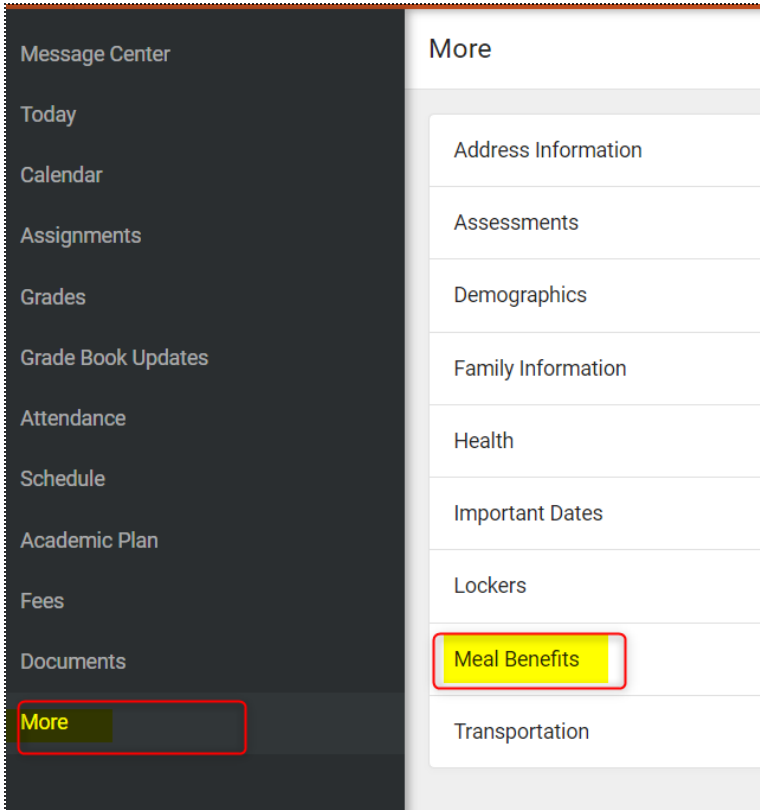 Message Center
Today
Calendar
Assignments
Grades
Grade Book Updates
Attendance
Schedule
Academic Plan
Fees
Documents
More
More
Address Information
Assessments
Demographics
Family Information
Health
Important Dates
Lockers
Meal Benefits
Transportation